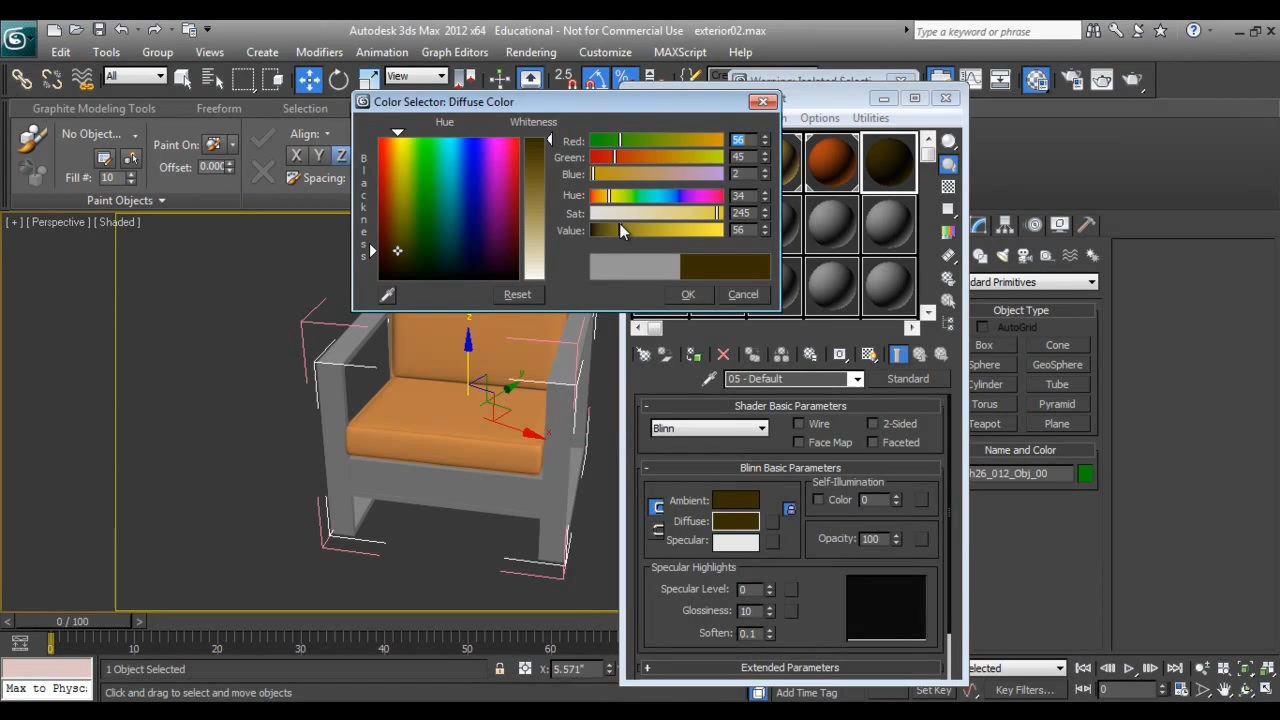 Autodesk 3ds Max 2012 x64 Educational - Not for Commercial Use exterior02.max
Type a keyword or phrase
Edit Tools Group Views Create Modifiers Animation Graph Editors Rendering Customize MAXScript Help
All View 2.5 % Cre Warning: Isolated Selecti
Graphite Modeling Tools Freeform Selection
Color Selector: Diffuse Color
Options Utilities
No Object... Paint On: Align:
X Y Z
Fill #: 10 0.000 Spacing:
Paint Objects
[ + ] [ Perspective ] [ Shaded ]
Hue Whiteness
Blackness
Red: 56
Green: 45
Blue: 2
Hue: 34
Sat: 245
Value: 56
Reset OK Cancel
dard Primitives
Object Type
AutoGrid
Box Cone
Sphere GeoSphere
ylinder Tube
Torus Pyramid
Teapot Plane
Name and Color
h26_012_Obj_00
05 - Default Standard
Shader Basic Parameters
Blinn Wire 2-Sided
Face Map Faceted
Blinn Basic Parameters
Self-Illumination
Ambient: Color 0
Diffuse:
Specular: Opacity: 100
Specular Highlights
Specular Level: 0
Glossiness: 10
Soften: 0.1
Extended Parameters
z
y
x
0 / 100
0 10 20 30 40 50 60
1 Object Selected X: 5.571" elected
Max to Physc Click and drag to select and move objects Add Time Tag Set Key Key Filters... 0